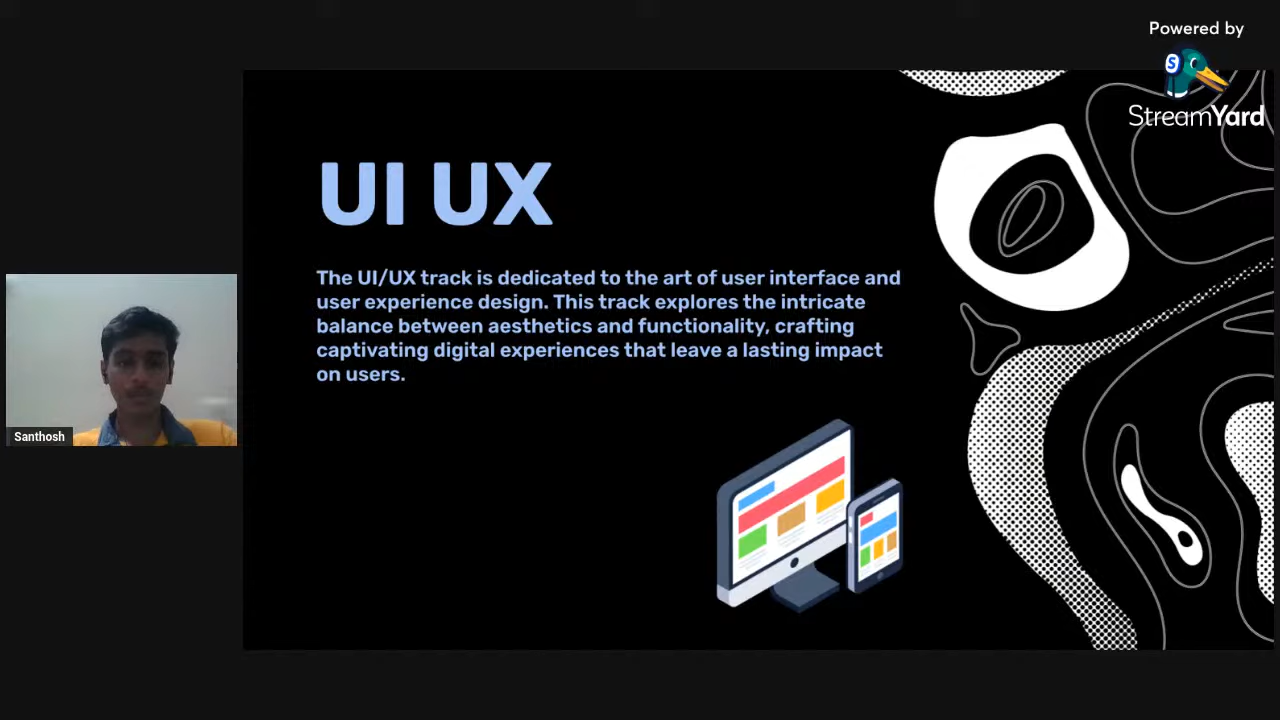 Powered by
StreamYard
UI UX
The UI/UX track is dedicated to the art of user interface and
user experience design. This track explores the intricate
balance between aesthetics and functionality, crafting
captivating digital experiences that leave a lasting impact
on users.
Santhosh